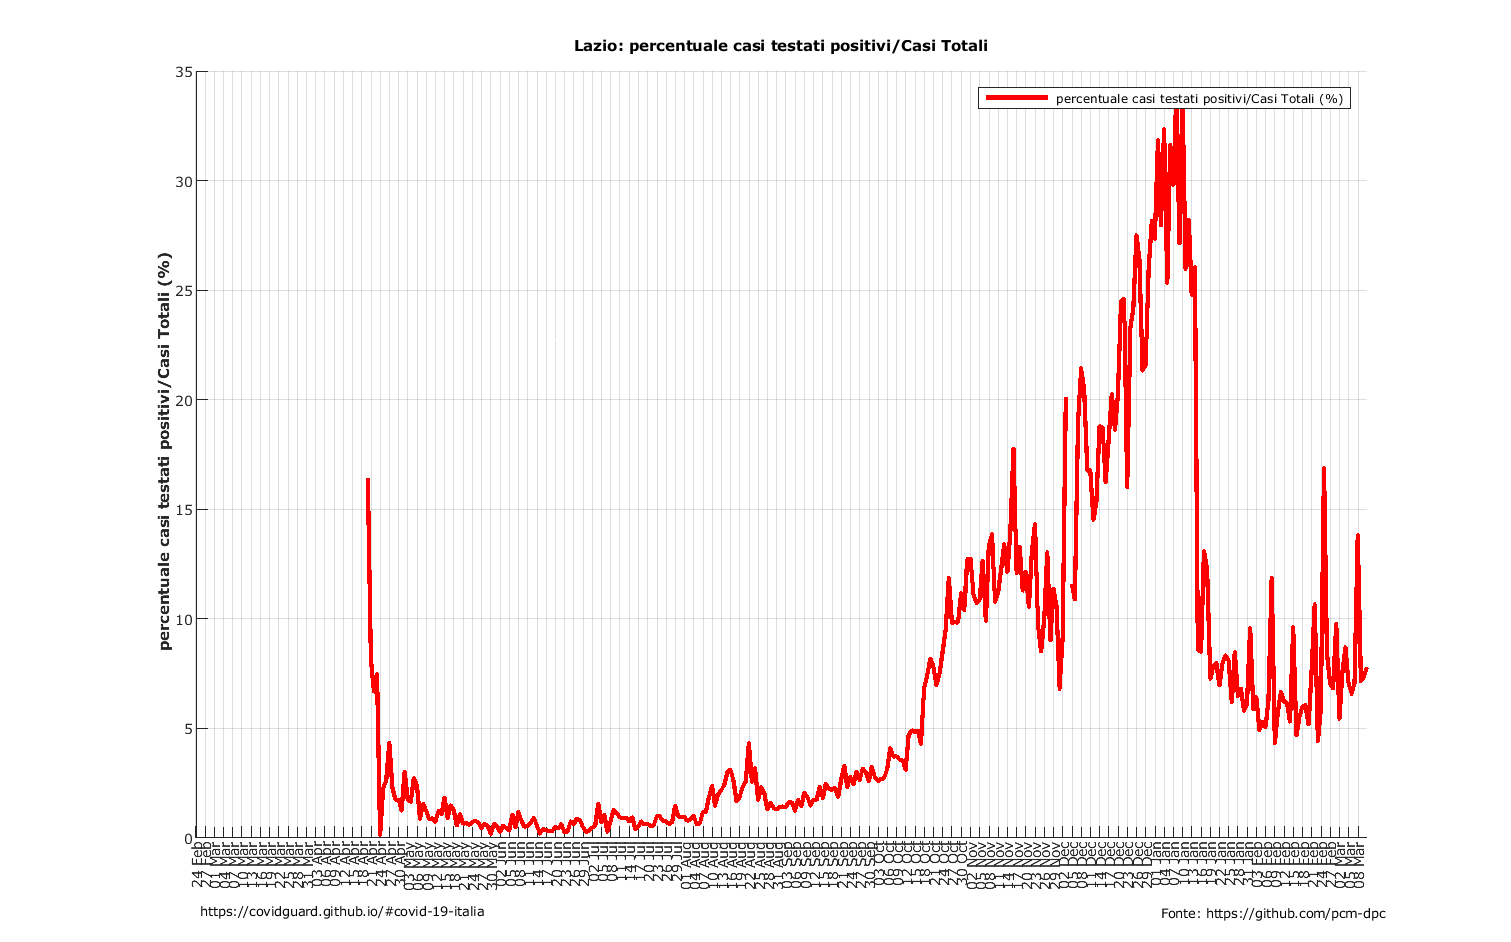 Lazio: percentuale casi testati positivi/Casi Totali
percentuale casi testati positivi/Casi Totali (%)
percentuale casi testati positivi/Casi Totali (%)
35
30
25
20
15
10
5
0
24 Feb
27 Feb
01 Mar
04 Mar
07 Mar
10 Mar
13 Mar
16 Mar
19 Mar
22 Mar
25 Mar
28 Mar
31 Mar
03 Apr
06 Apr
09 Apr
12 Apr
15 Apr
18 Apr
21 Apr
24 Apr
27 Apr
30 Apr
03 May
06 May
09 May
12 May
15 May
18 May
21 May
24 May
27 May
30 May
02 Jun
05 Jun
08 Jun
11 Jun
14 Jun
17 Jun
20 Jun
23 Jun
26 Jun
29 Jun
02 Jul
05 Jul
08 Jul
11 Jul
14 Jul
17 Jul
20 Jul
23 Jul
26 Jul
29 Jul
01 Aug
04 Aug
07 Aug
10 Aug
13 Aug
16 Aug
19 Aug
22 Aug
25 Aug
28 Aug
31 Aug
03 Sep
06 Sep
09 Sep
12 Sep
15 Sep
18 Sep
21 Sep
24 Sep
27 Sep
30 Sep
03 Oct
06 Oct
09 Oct
12 Oct
15 Oct
18 Oct
21 Oct
24 Oct
27 Oct
30 Oct
02 Nov
05 Nov
08 Nov
11 Nov
14 Nov
17 Nov
20 Nov
23 Nov
26 Nov
29 Nov
02 Dec
05 Dec
08 Dec
11 Dec
14 Dec
17 Dec
20 Dec
23 Dec
26 Dec
29 Dec
01 Jan
04 Jan
07 Jan
10 Jan
13 Jan
16 Jan
19 Jan
22 Jan
25 Jan
28 Jan
31 Jan
03 Feb
06 Feb
09 Feb
12 Feb
15 Feb
18 Feb
21 Feb
24 Feb
27 Feb
02 Mar
05 Mar
08 Mar
https://covidguard.github.io/#covid-19-italia
Fonte: https://github.com/pcm-dpc